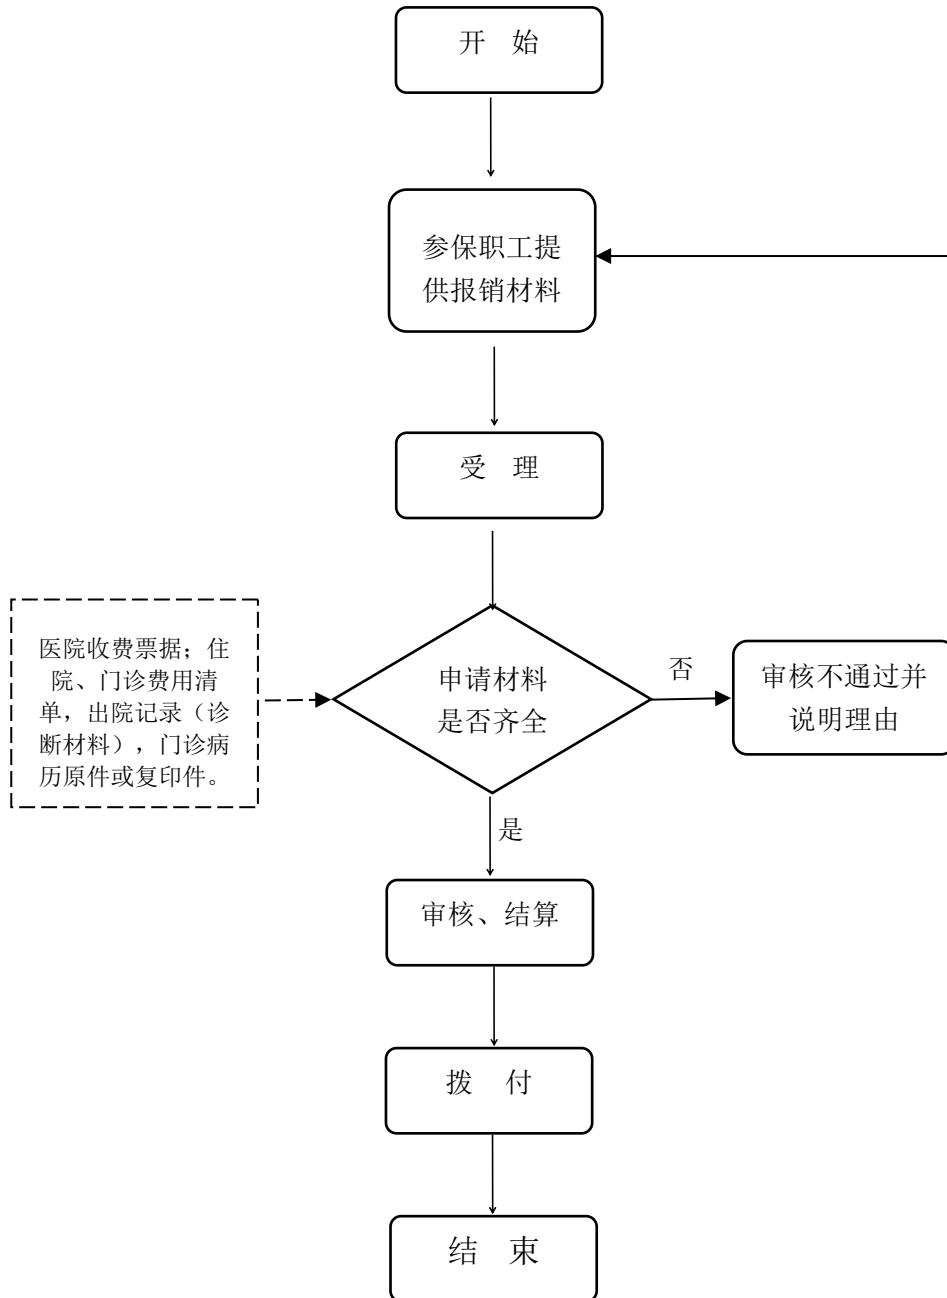 开 始
参保职工提
供报销材料
受 理
医院收费票据；住
院、门诊费用清
单，出院记录（诊
断材料），门诊病
历原件或复印件。
申请材料
是否齐全
否
审核不通过并
说明理由
是
审核、结算
拨 付
结 束